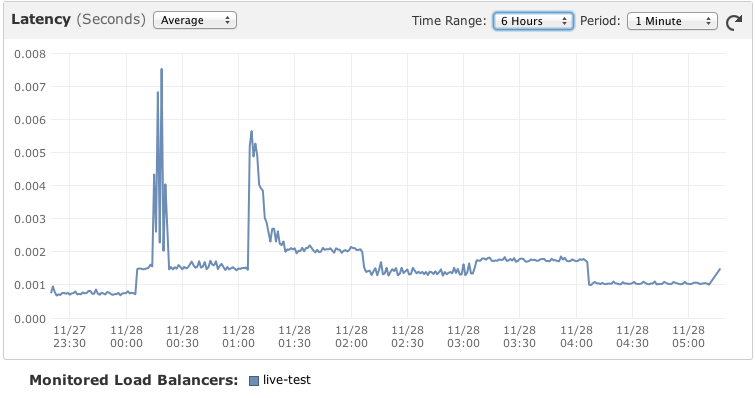 Latency (Seconds) Average Time Range: 6 Hours Period: 1 Minute
0.008
0.007
0.006
0.005
0.004
0.003
0.002
0.001
0.000
11/27 11/28 11/28 11/28 11/28 11/28 11/28 11/28 11/28 11/28 11/28 11/28
23:30 00:00 00:30 01:00 01:30 02:00 02:30 03:00 03:30 04:00 04:30 05:00
Monitored Load Balancers: live-test